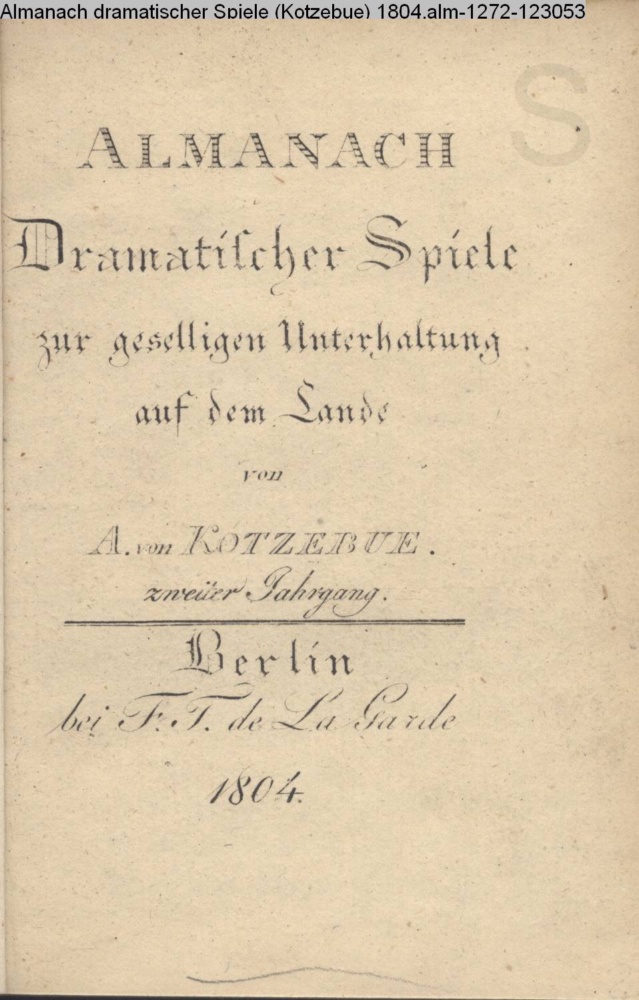 Almanach dramatischer Spiele (Kotzebue) 1804.alm-1272-123053
S
ALMANACH
Dramatiſcher Spiele
zur geselligen Unterhaltung
auf dem Lande
von
A. von KOTZEBUE.
zweiter Jahrgang.
Berlin
bei F. T. de La Garde
1804.